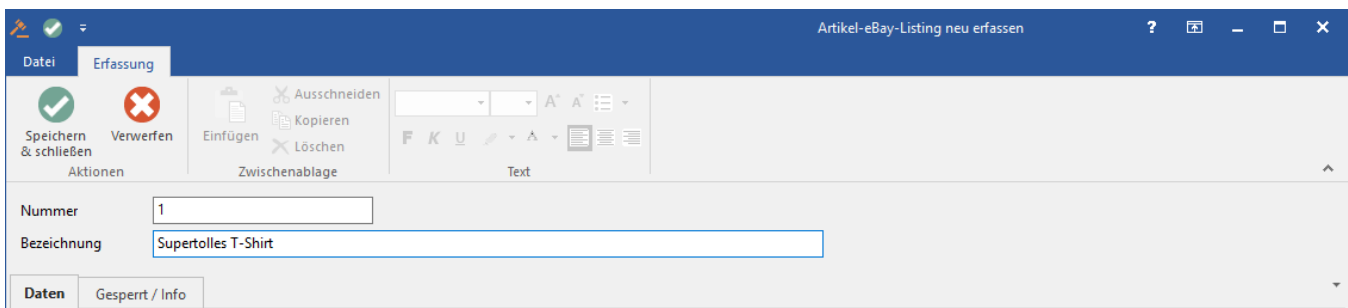 Artikel-eBay-Listing neu erfassen ?
Datei Erfassung
Speichern & schließen
Verwerfen
Aktionen
Einfügen
Ausschneiden
Kopieren
Löschen
Zwischenablage
A A
F K U A
Text
Nummer 1
Bezeichnung Supertolles T-Shirt
Daten Gesperrt / Info